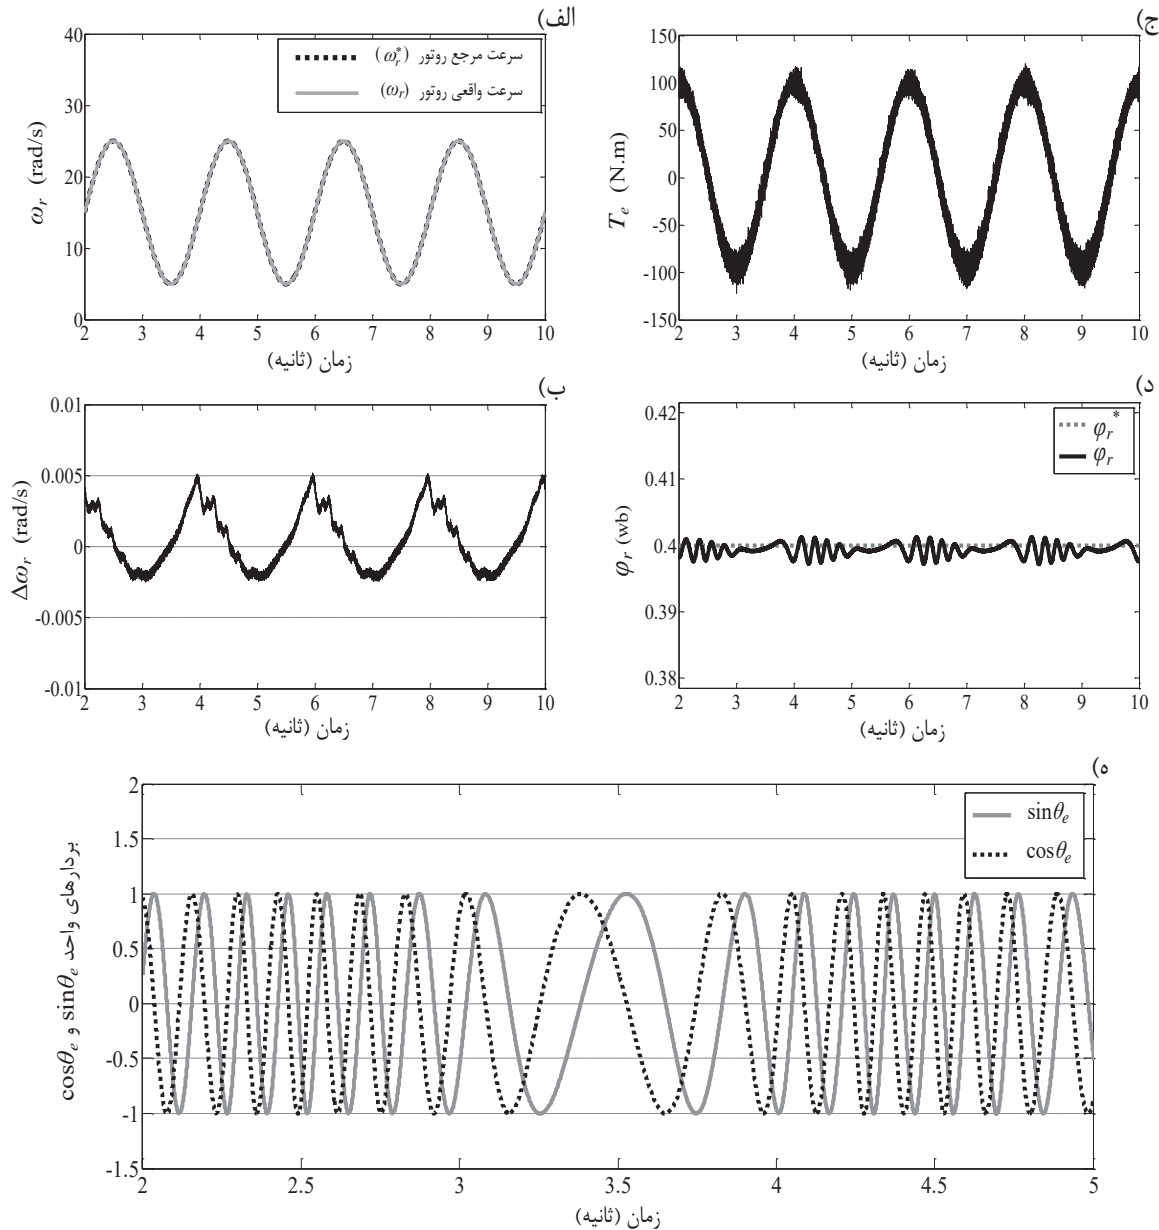 الف)
40
30
20
10
0
ω_r (rad/s)
سرعت مرجع روتور (ω_r^*)
سرعت واقعی روتور (ω_r)
2 3 4 5 6 7 8 9 10
زمان (ثانیه)
ج)
150
100
50
0
-50
-100
-150
T_e (N.m)
2 3 4 5 6 7 8 9 10
زمان (ثانیه)
ب)
0.01
0.005
0
-0.005
-0.01
Δω_r (rad/s)
2 3 4 5 6 7 8 9 10
زمان (ثانیه)
د)
0.42
0.41
0.4
0.39
0.38
φ_r (wb)
φ_r^*
φ_r
2 3 4 5 6 7 8 9 10
زمان (ثانیه)
ه)
2
1.5
1
0.5
0
-0.5
-1
-1.5
بردارهای واحد sinθ_e و cosθ_e
sinθ_e
cosθ_e
2 2.5 3 3.5 4 4.5 5
زمان (ثانیه)